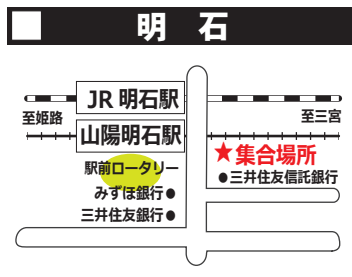 明石
JR 明石駅
至姫路
至三宮
山陽明石駅
★集合場所
駅前ロータリー
●三井住友信託銀行
みずほ銀行●
三井住友銀行●